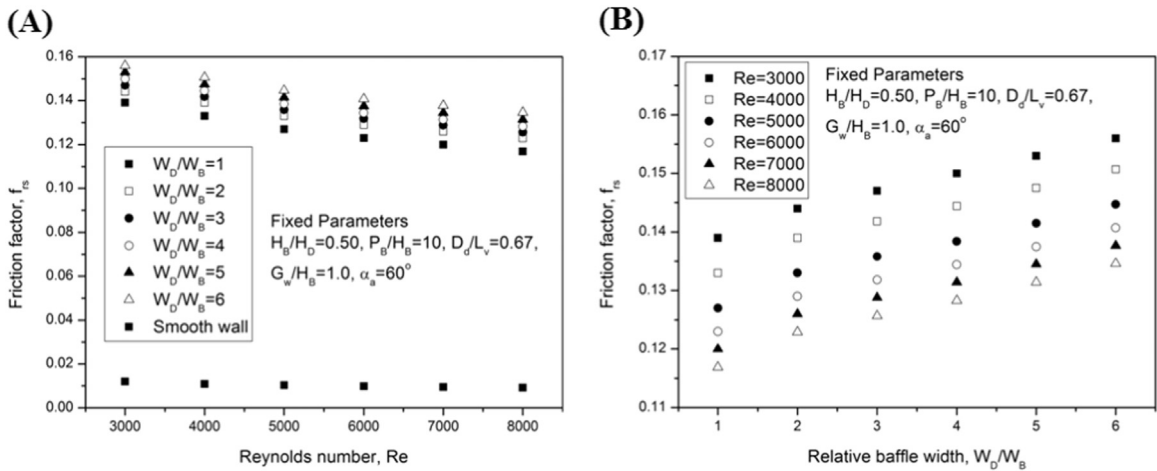 (A)
0.16
0.14
0.12
0.10
0.08
0.06
0.04
0.02
0.00
Friction factor, f_rs
W_D/W_B=1
W_D/W_B=2
W_D/W_B=3
W_D/W_B=4
W_D/W_B=5
W_D/W_B=6
Smooth wall
Fixed Parameters
H_B/H_D=0.50, P_B/H_B=10, D_d/L_v=0.67,
G_w/H_B=1.0, α_a=60°
3000 4000 5000 6000 7000 8000
Reynolds number, Re
(B)
0.17
0.16
0.15
0.14
0.13
0.12
0.11
Friction factor, f_rs
Re=3000
Re=4000
Re=5000
Re=6000
Re=7000
Re=8000
Fixed Parameters
H_B/H_D=0.50, P_B/H_B=10, D_d/L_v=0.67,
G_w/H_B=1.0, α_a=60°
1 2 3 4 5 6
Relative baffle width, W_D/W_B